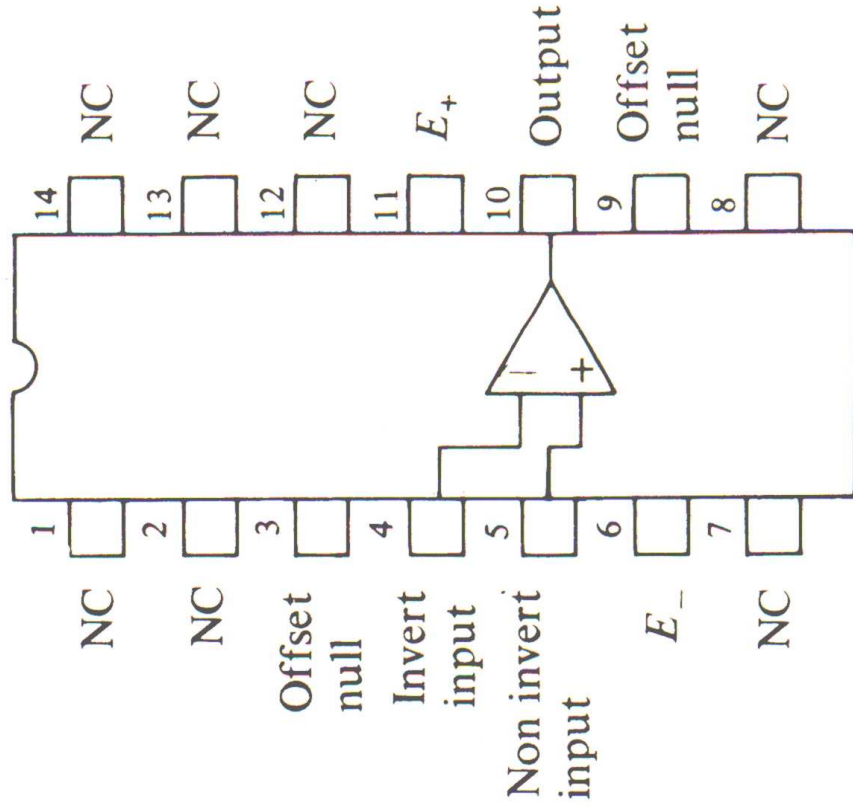 NC
NC
Offset
null
Invert
input
Non invert
input
E−
NC
1
2
3
4
5
6
7
−
+
14
13
12
11
10
9
8
NC
NC
NC
E+
Output
Offset
null
NC